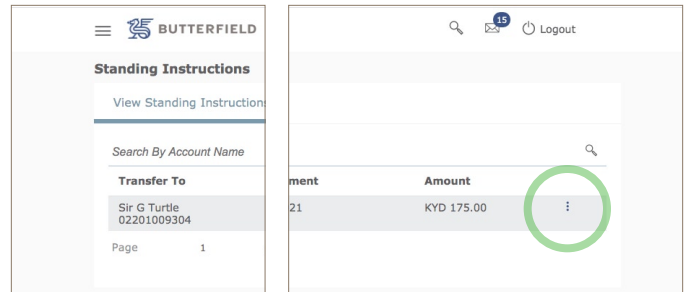 BUTTERFIELD 15 Logout
Standing Instructions
View Standing Instructions
Search By Account Name
Transfer To ment Amount
Sir G Turtle 21 KYD 175.00
02201009304
Page 1